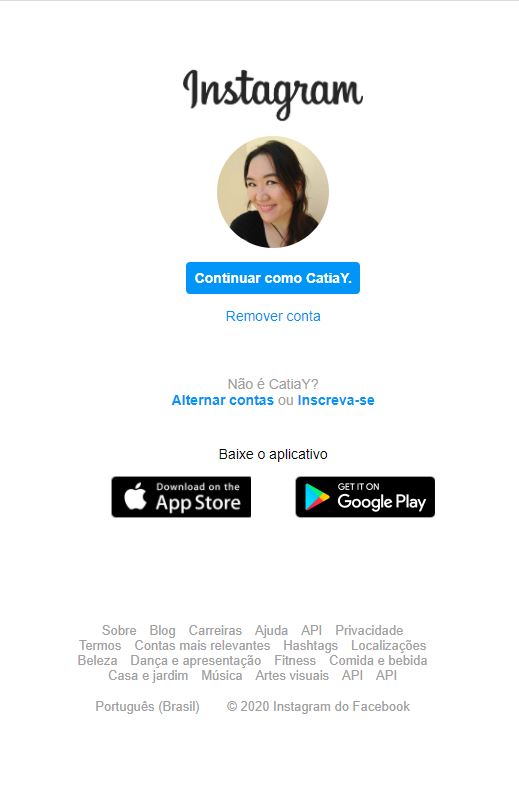 Instagram
Continuar como CatiaY.
Remover conta
Não é CatiaY?
Alternar contas ou Inscreva-se
Baixe o aplicativo
Download on the
App Store
GET IT ON
Google Play
Sobre Blog Carreiras Ajuda API Privacidade
Termos Contas mais relevantes Hashtags Localizações
Beleza Dança e apresentação Fitness Comida e bebida
Casa e jardim Música Artes visuais API API
Português (Brasil) © 2020 Instagram do Facebook